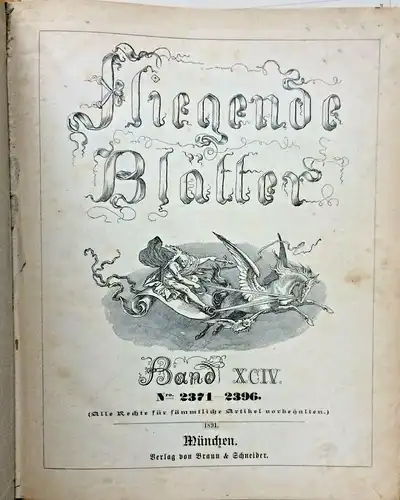 Fliegende
Blätter
Band XCIV.
Nro. 2371—2396.
(Alle Rechte für sämmtliche Artikel vorbehalten.)
1891.
München.
Verlag von Braun & Schneider.